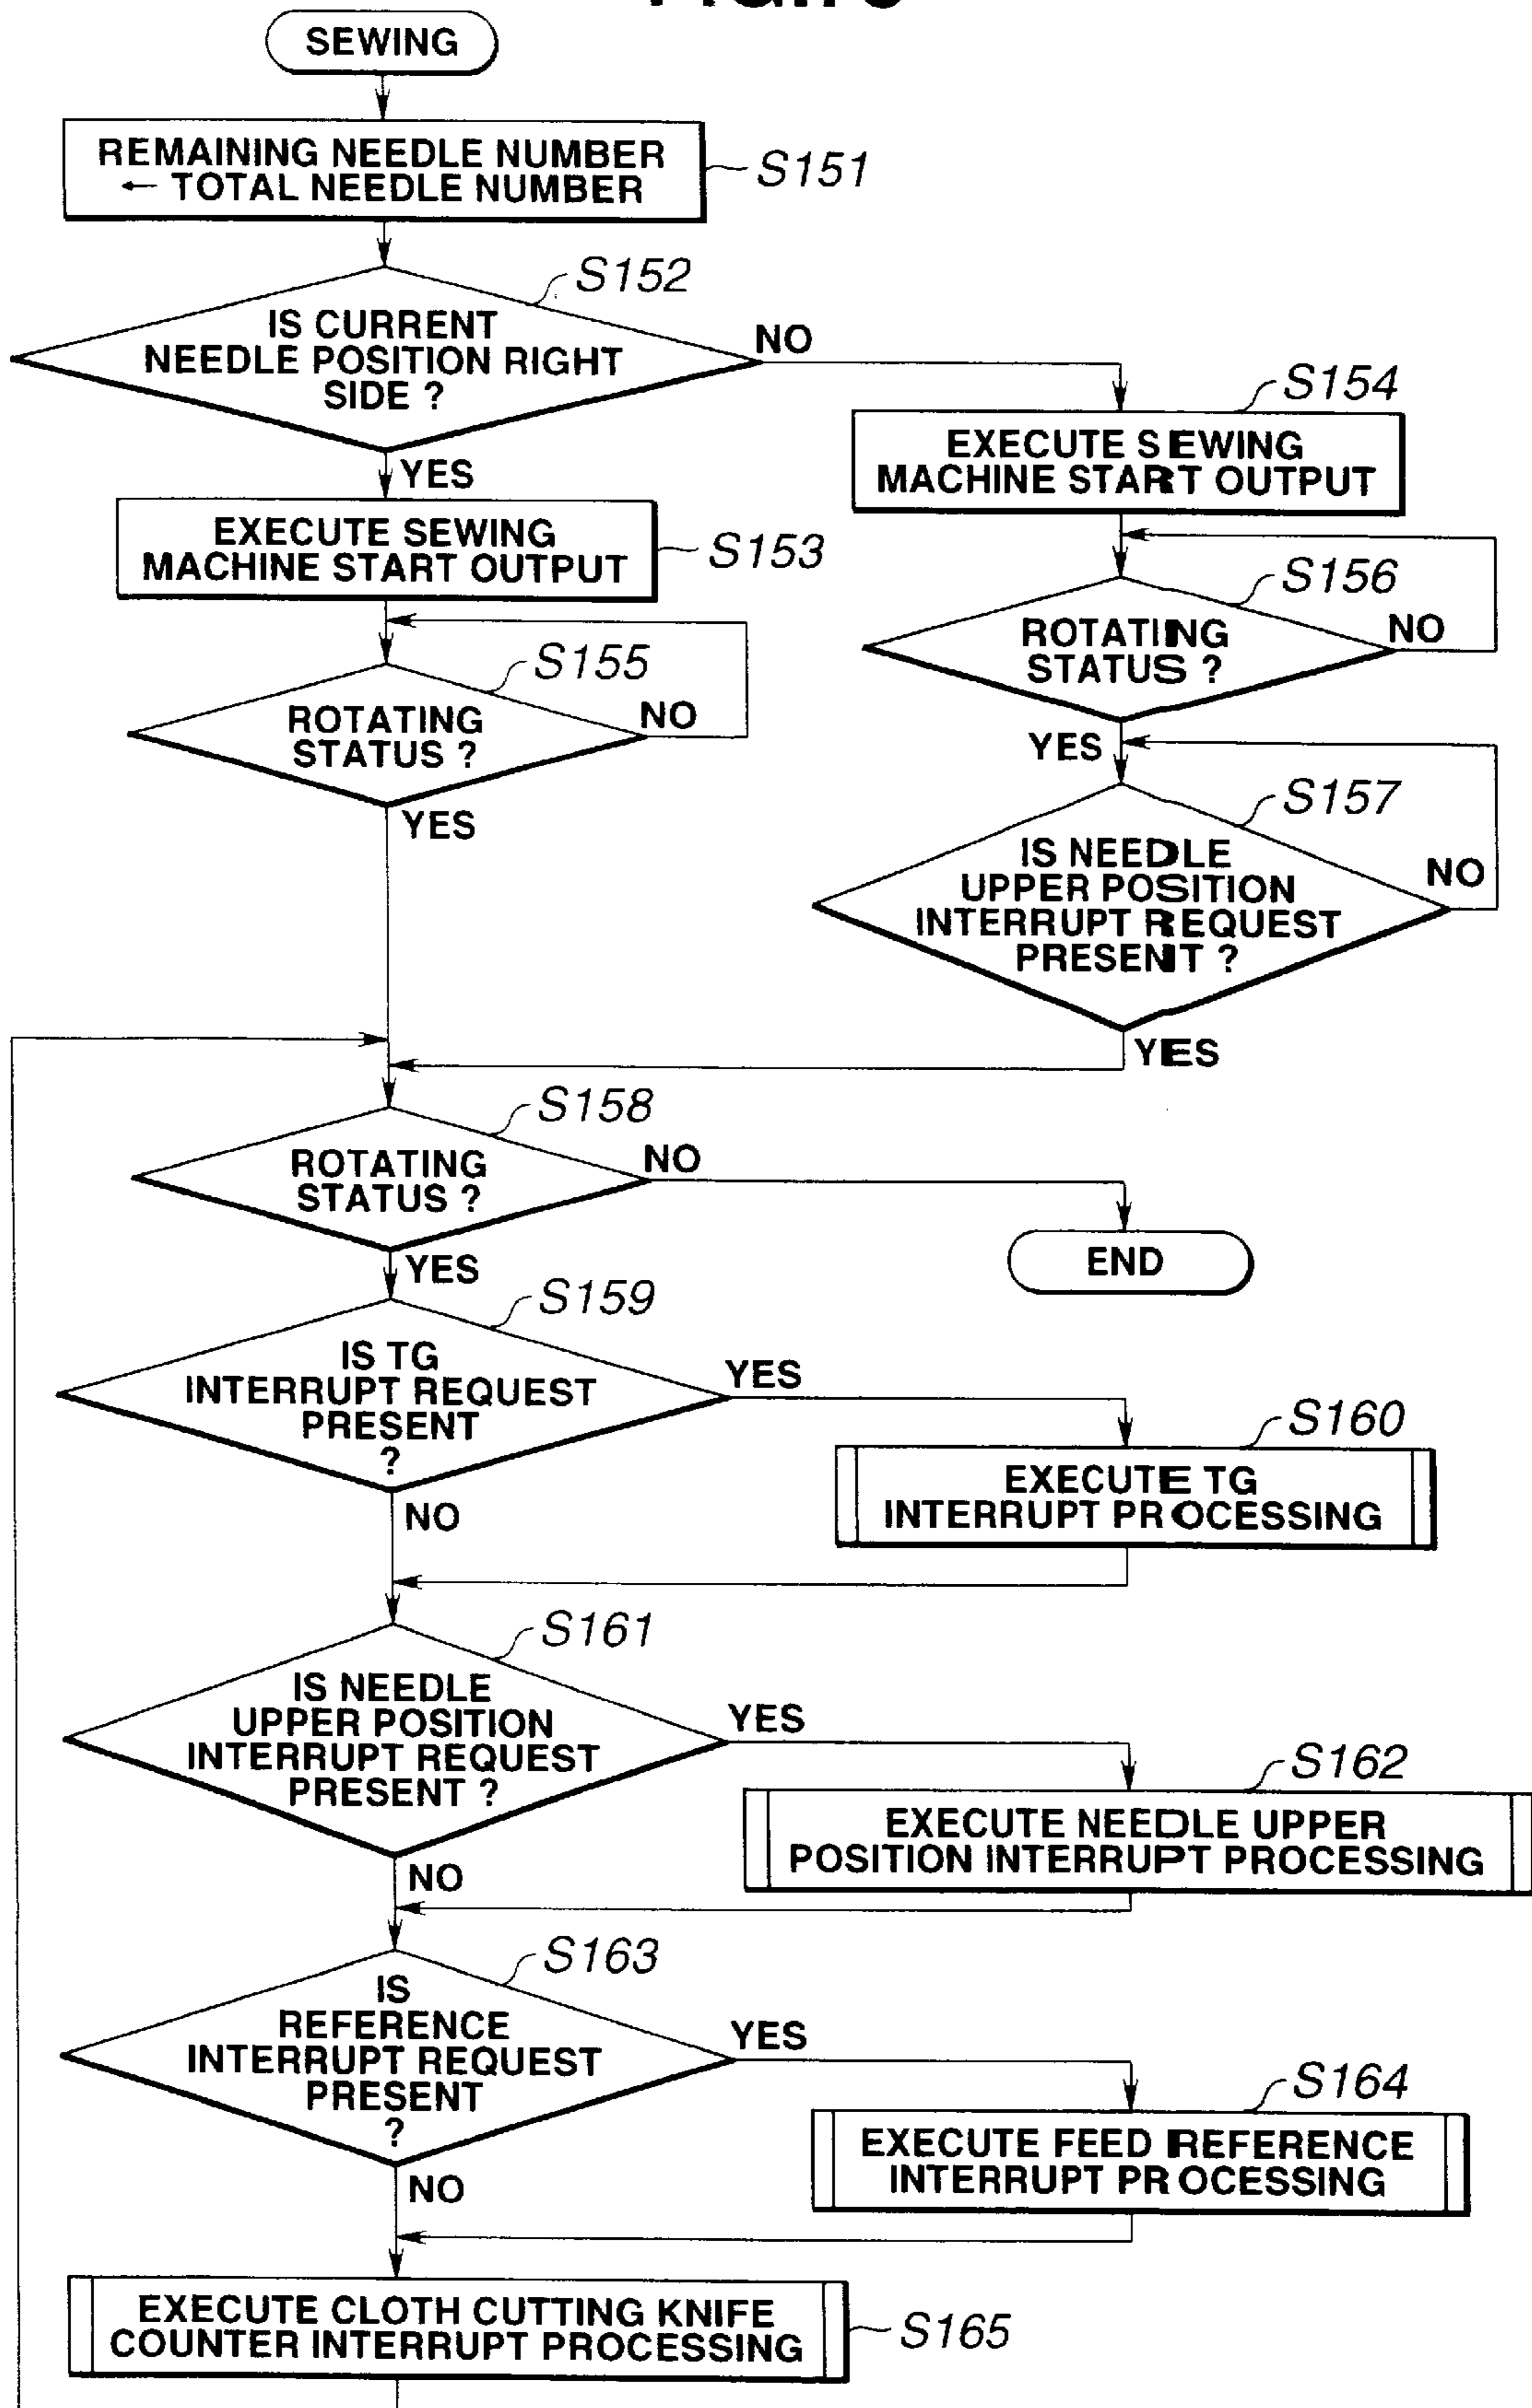 SEWING
REMAINING NEEDLE NUMBER
← TOTAL NEEDLE NUMBER
S151
S152
IS CURRENT
NEEDLE POSITION RIGHT
SIDE ?
NO
YES
S154
EXECUTE SEWING
MACHINE START OUTPUT
EXECUTE SEWING
MACHINE START OUTPUT
S153
S156
ROTATING
STATUS ?
NO
YES
S155
ROTATING
STATUS ?
NO
YES
S157
IS NEEDLE
UPPER POSITION
INTERRUPT REQUEST
PRESENT ?
NO
YES
S158
ROTATING
STATUS ?
NO
END
YES
S159
IS TG
INTERRUPT REQUEST
PRESENT
?
YES
NO
S160
EXECUTE TG
INTERRUPT PROCESSING
S161
IS NEEDLE
UPPER POSITION
INTERRUPT REQUEST
PRESENT ?
YES
NO
S162
EXECUTE NEEDLE UPPER
POSITION INTERRUPT PROCESSING
S163
IS
REFERENCE
INTERRUPT REQUEST
PRESENT
?
YES
NO
S164
EXECUTE FEED REFERENCE
INTERRUPT PROCESSING
EXECUTE CLOTH CUTTING KNIFE
COUNTER INTERRUPT PROCESSING
S165